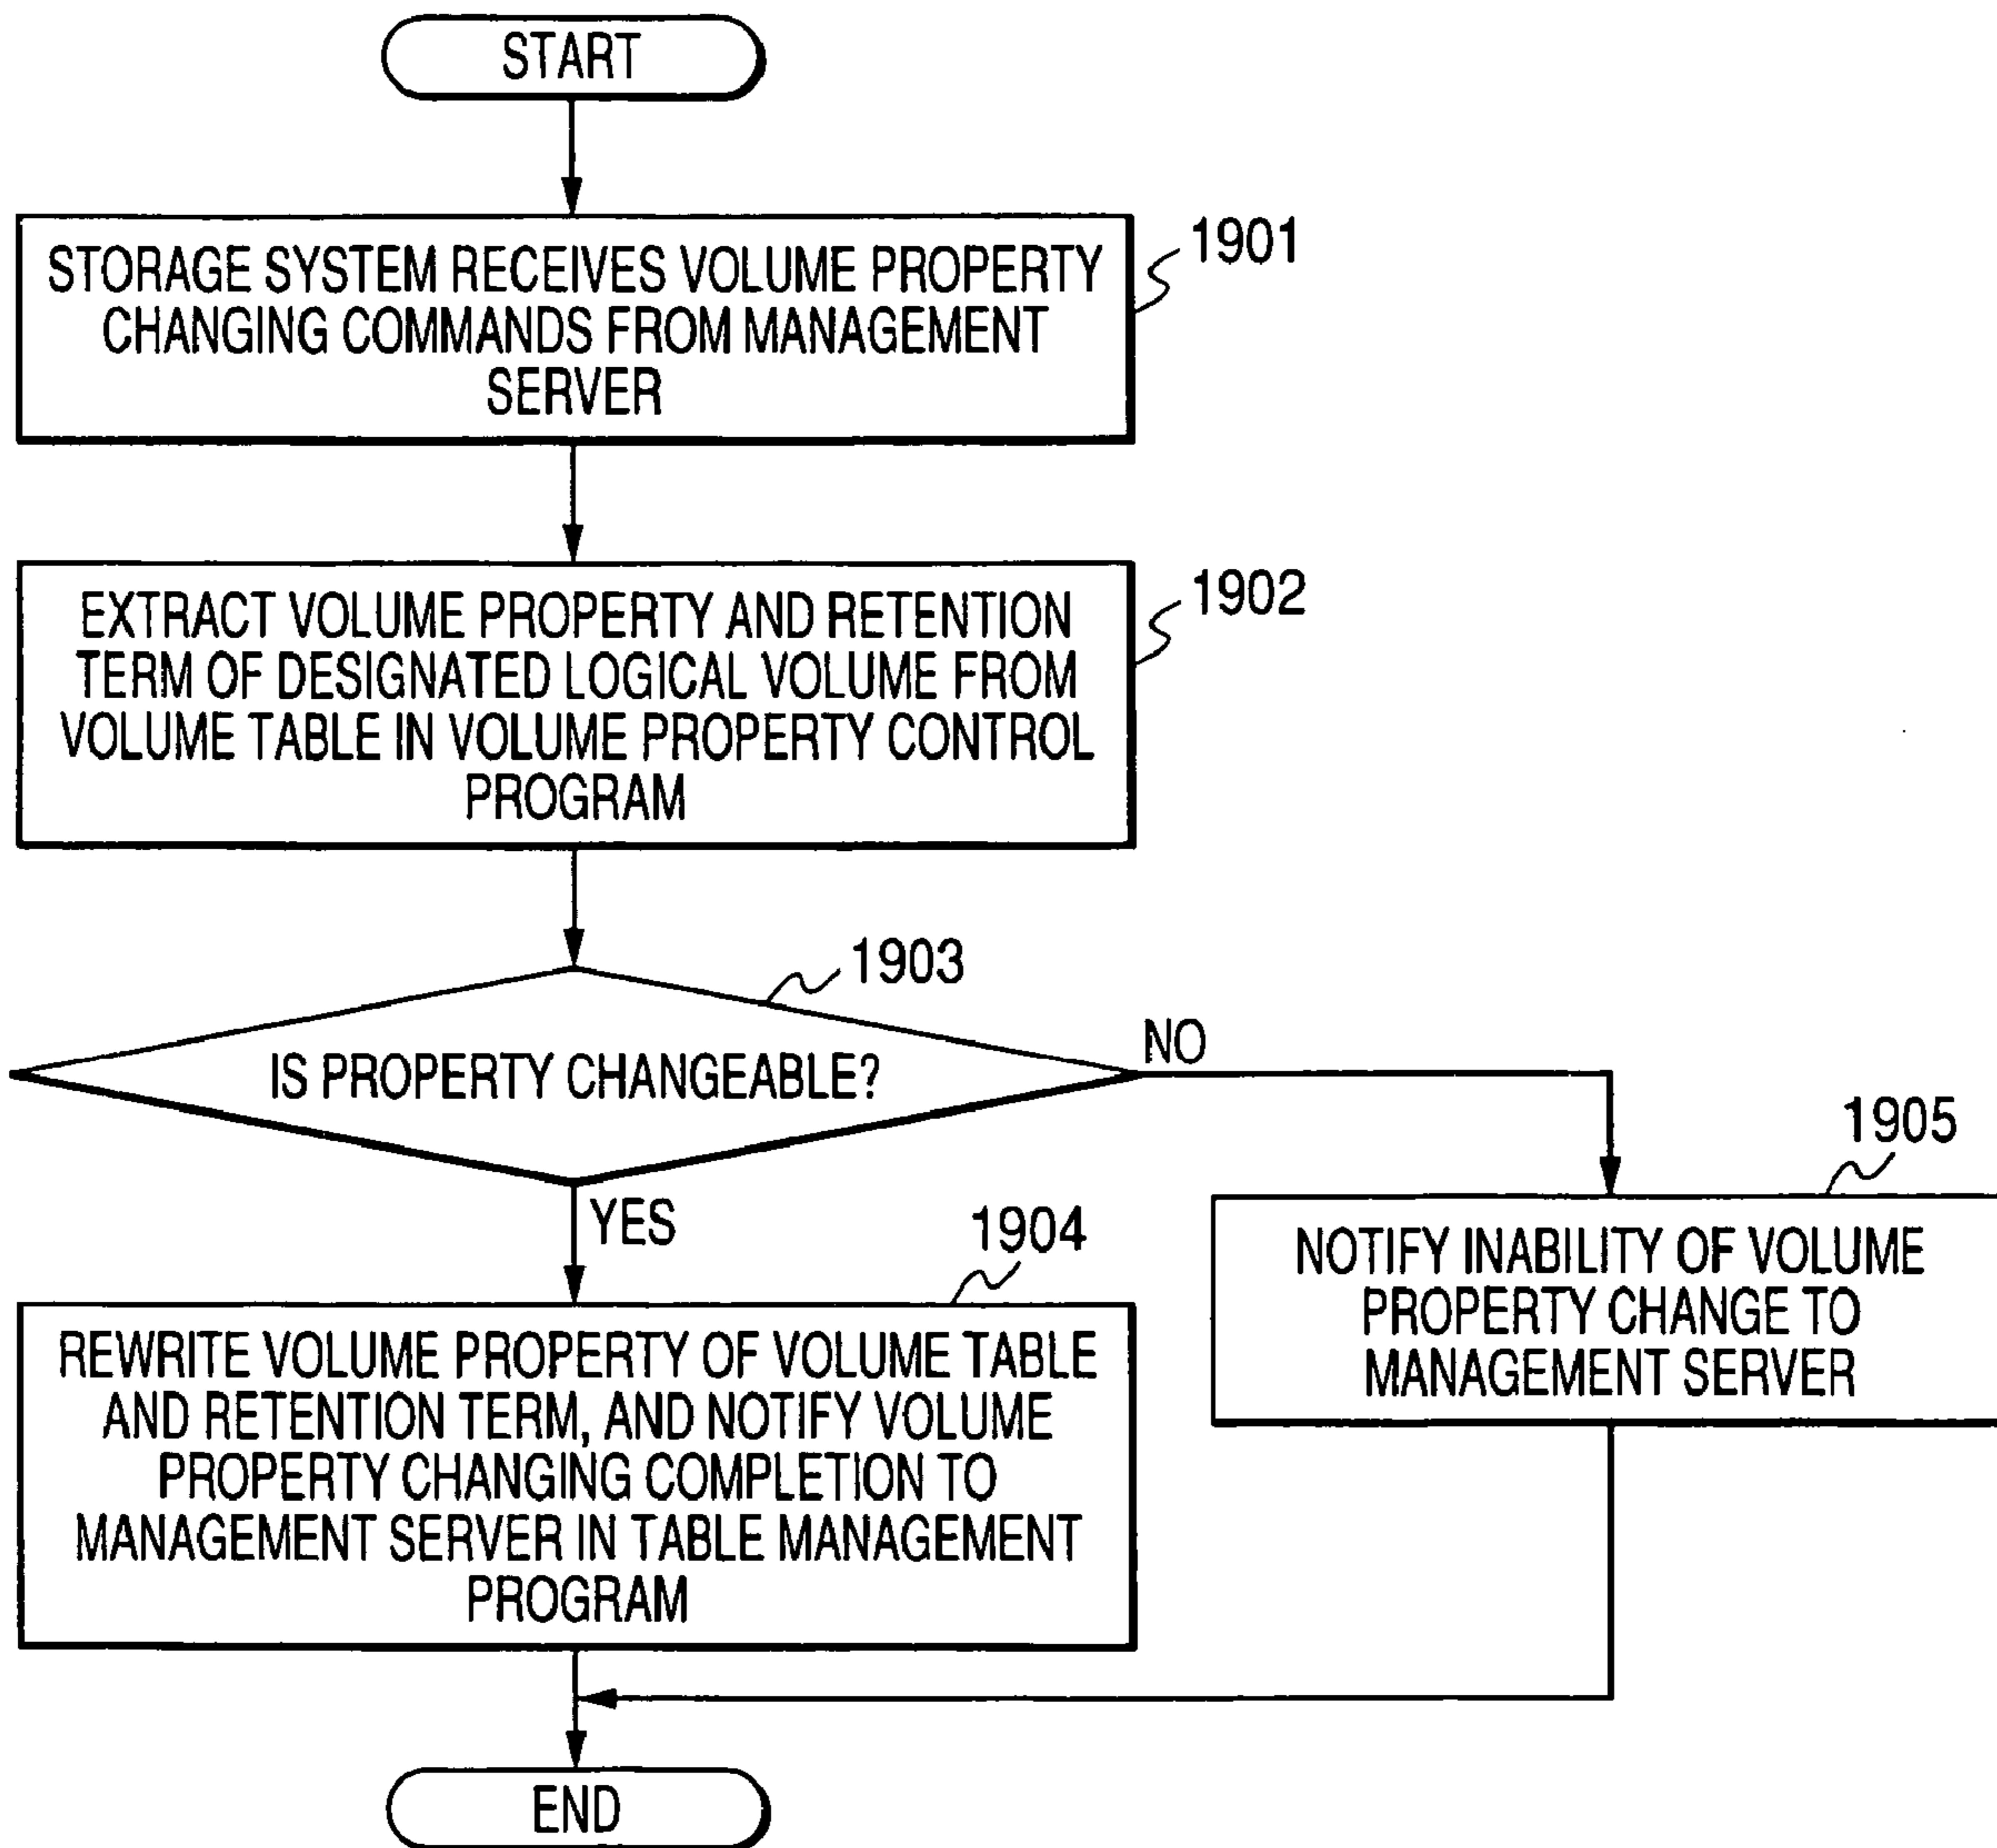 START
1901
STORAGE SYSTEM RECEIVES VOLUME PROPERTY
CHANGING COMMANDS FROM MANAGEMENT
SERVER
1902
EXTRACT VOLUME PROPERTY AND RETENTION
TERM OF DESIGNATED LOGICAL VOLUME FROM
VOLUME TABLE IN VOLUME PROPERTY CONTROL
PROGRAM
1903
IS PROPERTY CHANGEABLE?
NO
YES
1904
REWRITE VOLUME PROPERTY OF VOLUME TABLE
AND RETENTION TERM, AND NOTIFY VOLUME
PROPERTY CHANGING COMPLETION TO
MANAGEMENT SERVER IN TABLE MANAGEMENT
PROGRAM
1905
NOTIFY INABILITY OF VOLUME
PROPERTY CHANGE TO
MANAGEMENT SERVER
END